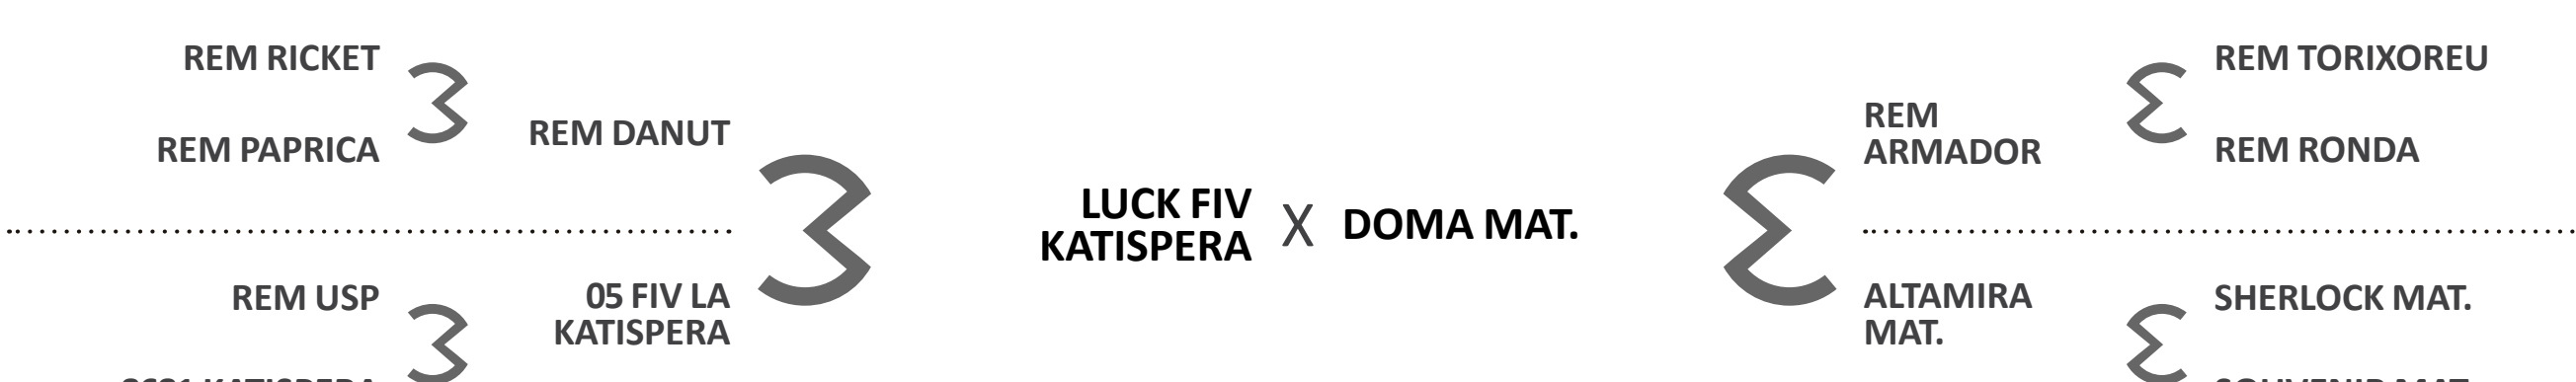 REM RICKET
REM PAPRICA
REM DANUT
REM USP
05 FIV LA
KATISPERA
LUCK FIV
KATISPERA
X
DOMA MAT.
REM
ARMADOR
REM TORIXOREU
REM RONDA
ALTAMIRA
MAT.
SHERLOCK MAT.